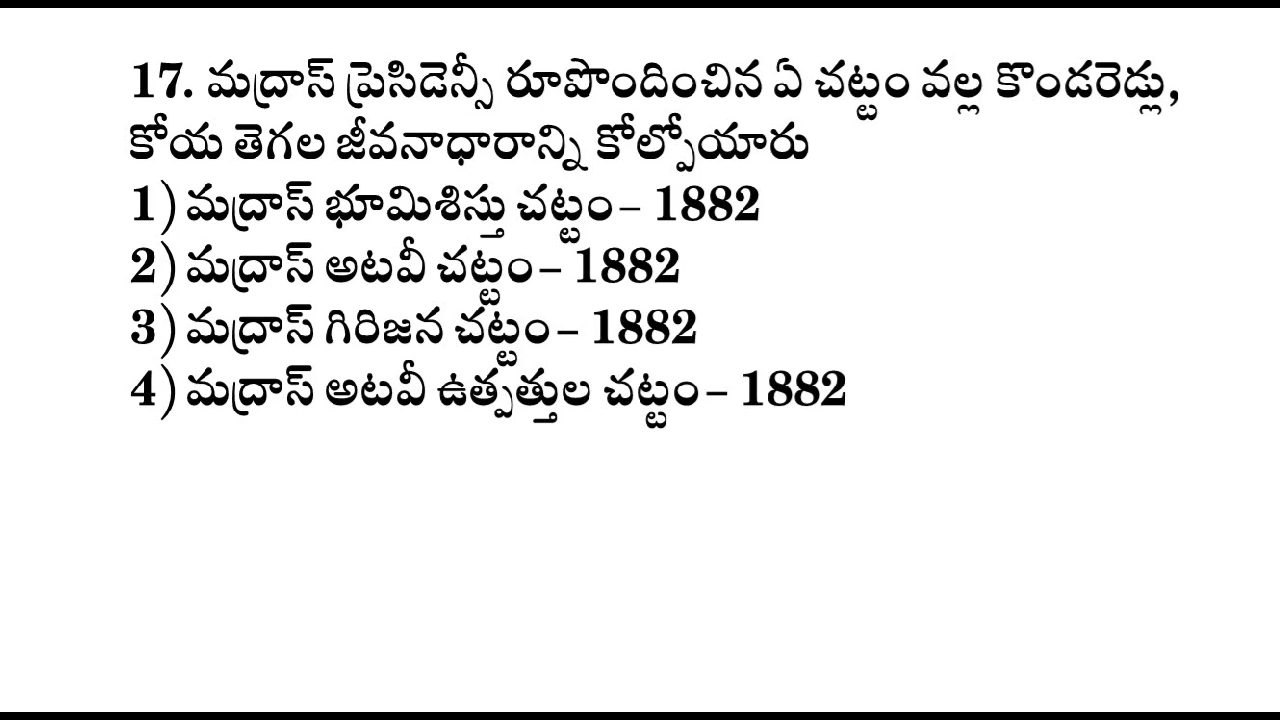 17. మద్రాస్ ప్రెసిడెన్సీ రూపొందించిన ఏ చట్టం వల్ల కొండరెడ్లు,
కోయ తెగల జీవనాధారాన్ని కోల్పోయారు
1) మద్రాస్ భూమిశిస్తు చట్టం – 1882
2) మద్రాస్ అటవీ చట్టం – 1882
3) మద్రాస్ గిరిజన చట్టం – 1882
4) మద్రాస్ అటవీ ఉత్పత్తుల చట్టం – 1882